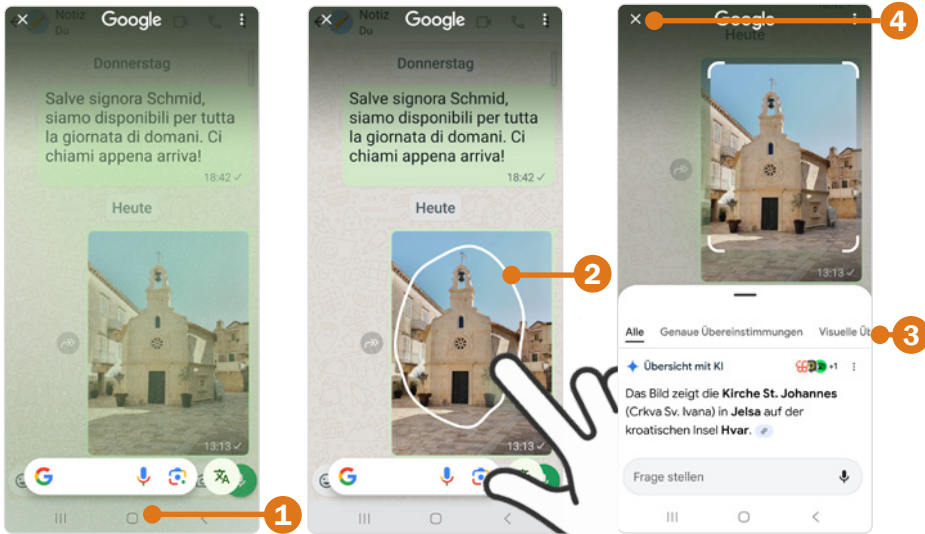 Google
Notiz
Du
Donnerstag
Salve signora Schmid,
siamo disponibili per tutta
la giornata di domani. Ci
chiami appena arriva!
18:42
Heute
13:13
1
Google
Notiz
Du
Donnerstag
Salve signora Schmid,
siamo disponibili per tutta
la giornata di domani. Ci
chiami appena arriva!
18:42
Heute
13:13
2
Google
4
Heute
13:13
Alle Genaue Übereinstimmungen Visuelle Üb
3
Übersicht mit KI +1
Das Bild zeigt die Kirche St. Johannes
(Crkva Sv. Ivana) in Jelsa auf der
kroatischen Insel Hvar.
Frage stellen